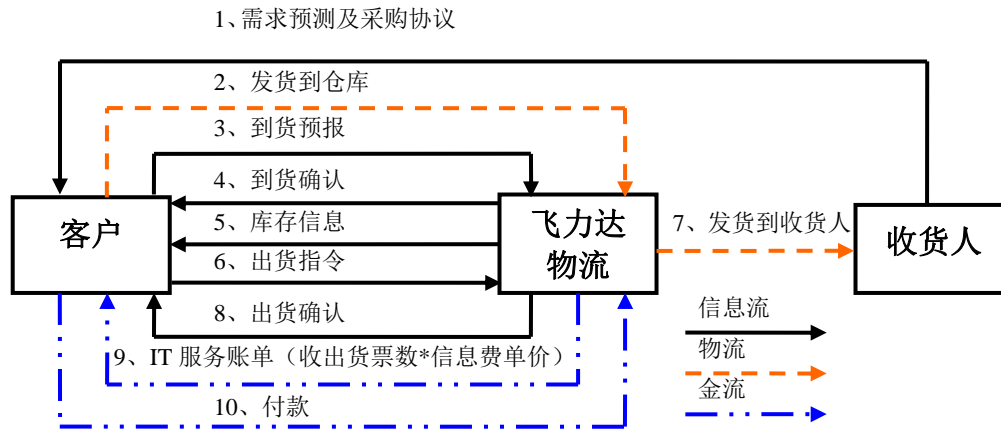 1、需求预测及采购协议
2、发货到仓库
3、到货预报
4、到货确认
5、库存信息
6、出货指令
客户
飞力达
物流
7、发货到收货人
收货人
8、出货确认
信息流
物流
金流
9、IT 服务账单（收出货票数*信息费单价）
10、付款